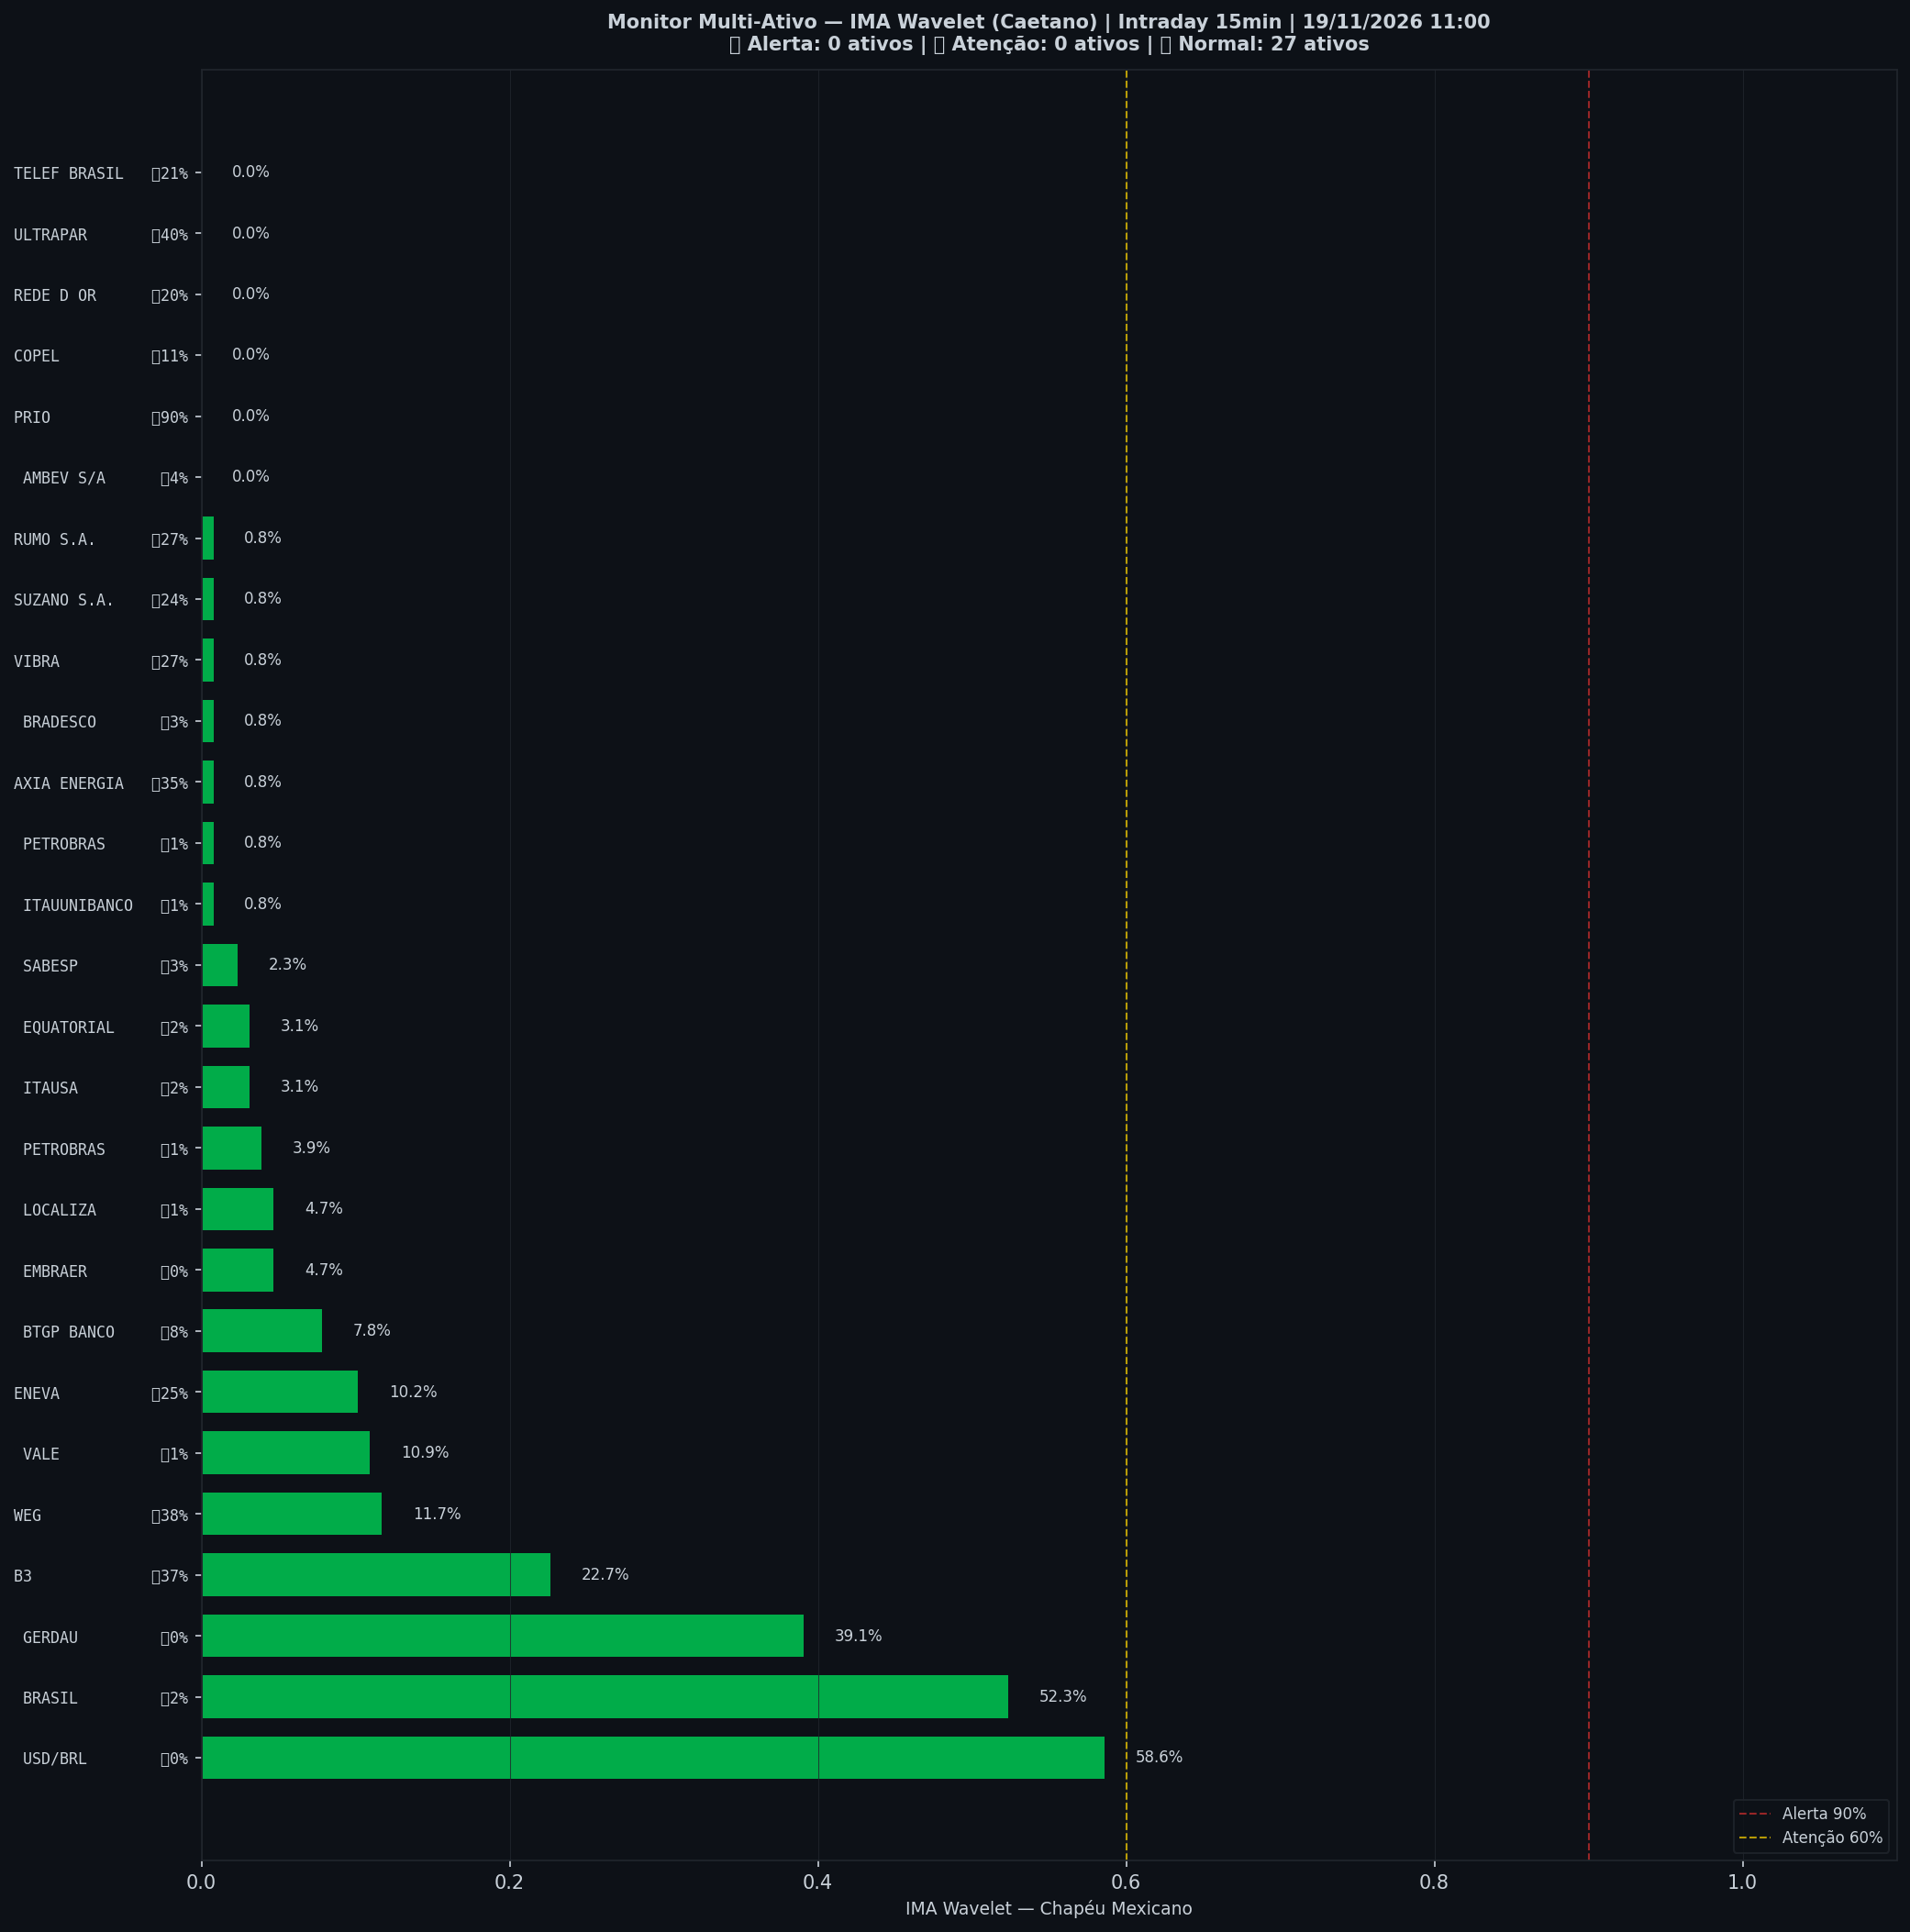 Monitor Multi-Ativo — IMA Wavelet (Caetano) | Intraday 15min | 19/11/2026 11:00
▯ Alerta: 0 ativos | ▯ Atenção: 0 ativos | ▯ Normal: 27 ativos
TELEF BRASIL ▯21% 0.0%
ULTRAPAR ▯40% 0.0%
REDE D OR ▯20% 0.0%
COPEL ▯11% 0.0%
PRIO ▯90% 0.0%
AMBEV S/A ▯4% 0.0%
RUMO S.A. ▯27% 0.8%
SUZANO S.A. ▯24% 0.8%
VIBRA ▯27% 0.8%
BRADESCO ▯3% 0.8%
AXIA ENERGIA ▯35% 0.8%
PETROBRAS ▯1% 0.8%
ITAUUNIBANCO ▯1% 0.8%
SABESP ▯3% 2.3%
EQUATORIAL ▯2% 3.1%
ITAUSA ▯2% 3.1%
PETROBRAS ▯1% 3.9%
LOCALIZA ▯1% 4.7%
EMBRAER ▯0% 4.7%
BTGP BANCO ▯8% 7.8%
ENEVA ▯25% 10.2%
VALE ▯1% 10.9%
WEG ▯38% 11.7%
B3 ▯37% 22.7%
GERDAU ▯0% 39.1%
BRASIL ▯2% 52.3%
USD/BRL ▯0% 58.6%
Alerta 90%
Atenção 60%
0.0 0.2 0.4 0.6 0.8 1.0
IMA Wavelet — Chapéu Mexicano